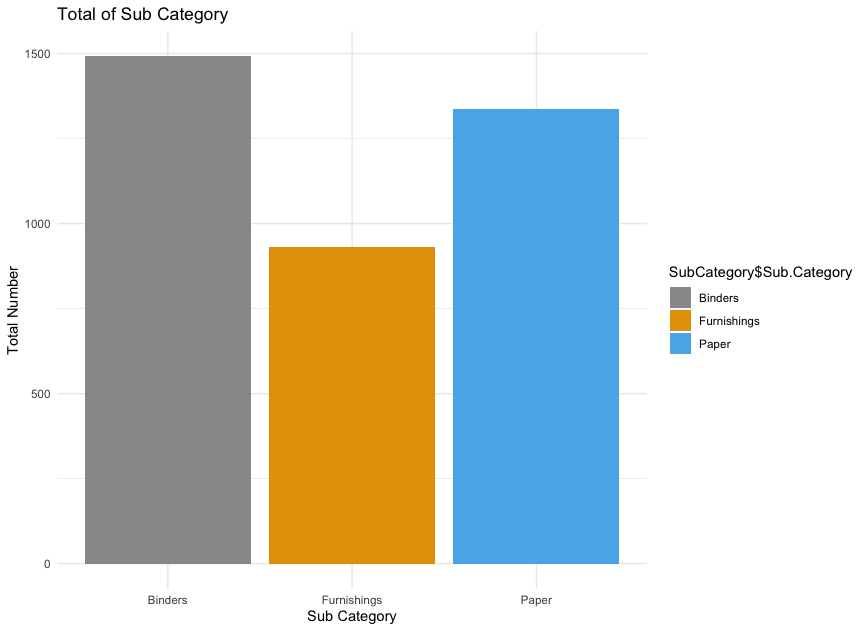 Total of Sub Category
1500
1000
500
0
Total Number
Binders
Furnishings
Paper
Sub Category
SubCategory$Sub.Category
Binders
Furnishings
Paper